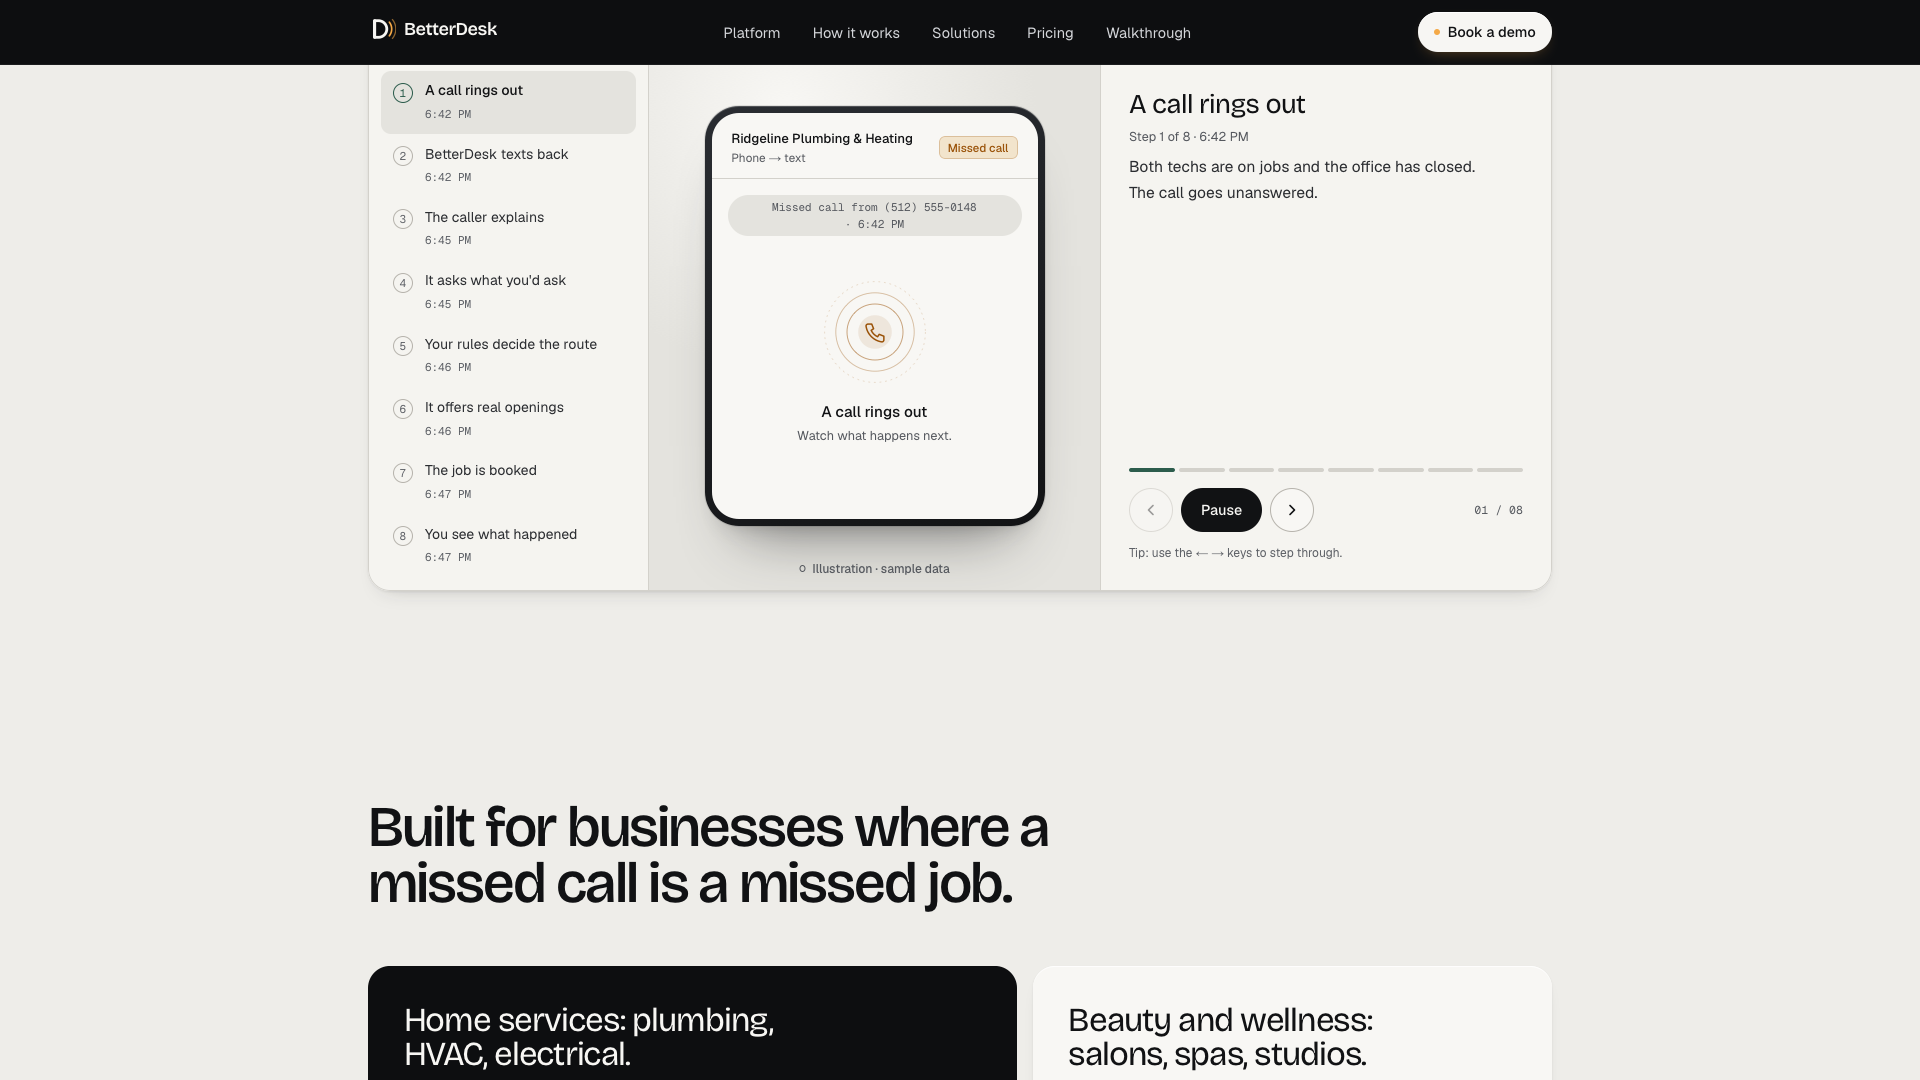 BetterDesk
Platform
How it works
Solutions
Pricing
Walkthrough
Book a demo
1
A call rings out
6:42 PM
2
BetterDesk texts back
6:42 PM
3
The caller explains
6:45 PM
4
It asks what you'd ask
6:45 PM
5
Your rules decide the route
6:46 PM
6
It offers real openings
6:46 PM
7
The job is booked
6:47 PM
8
You see what happened
6:47 PM
Ridgeline Plumbing & Heating
Phone → text
Missed call
Missed call from (512) 555-0148
· 6:42 PM
A call rings out
Watch what happens next.
Illustration · sample data
A call rings out
Step 1 of 8 · 6:42 PM
Both techs are on jobs and the office has closed.
The call goes unanswered.
Pause
01 / 08
Tip: use the ← → keys to step through.
Built for businesses where a
missed call is a missed job.
Home services: plumbing,
HVAC, electrical.
Beauty and wellness:
salons, spas, studios.